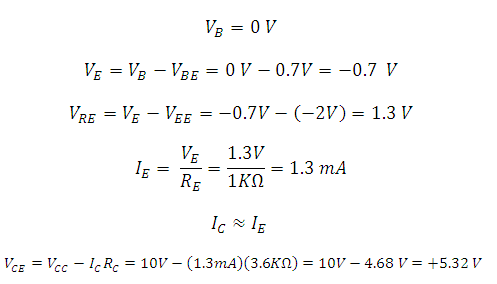 V_B = 0 V
V_E = V_B − V_BE = 0 V − 0.7V = −0.7 V
V_RE = V_E − V_EE = −0.7V − (−2V) = 1.3 V
I_E = V_E / R_E = 1.3V / 1KΩ = 1.3 mA
I_C ≈ I_E
V_CE = V_CC − I_C R_C = 10V − (1.3mA)(3.6KΩ) = 10V − 4.68 V = +5.32 V